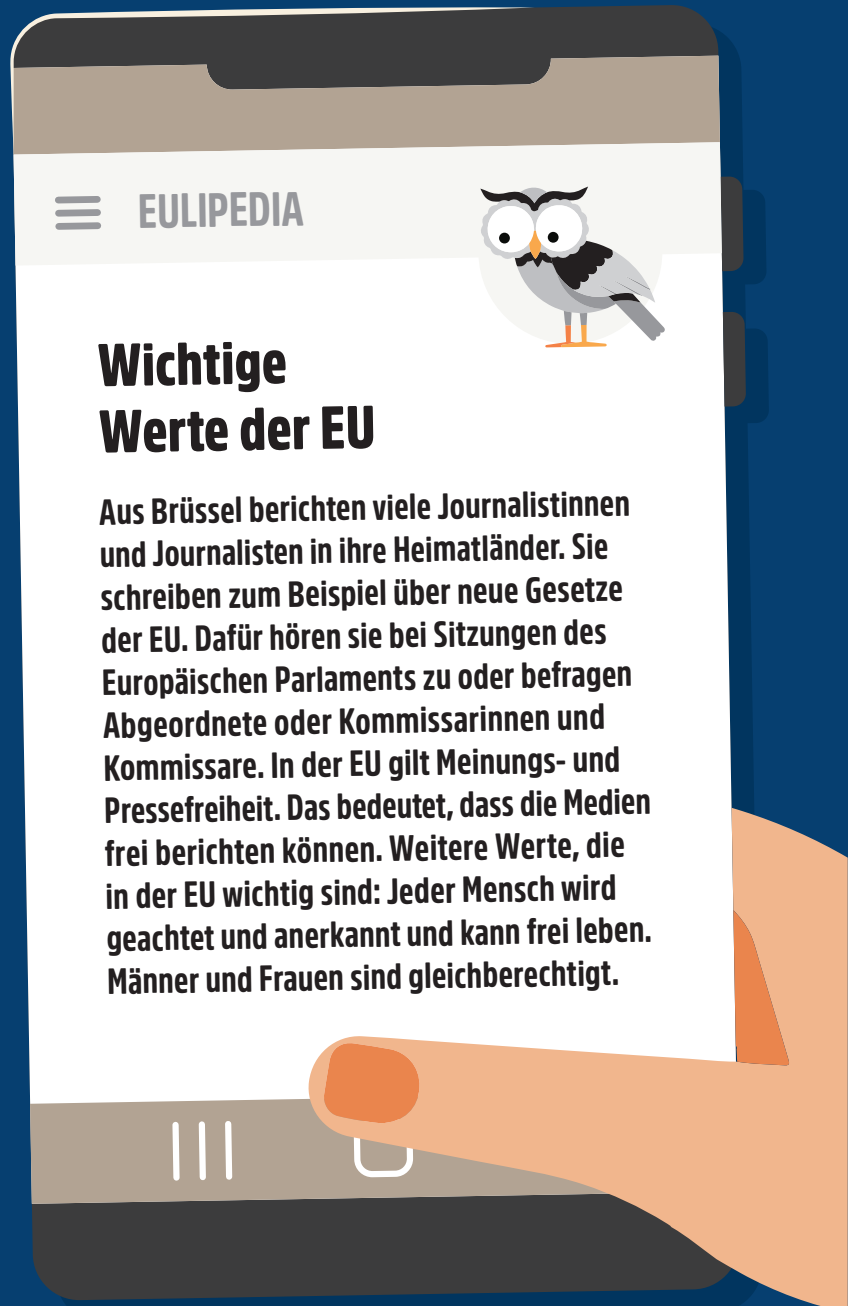 EULIPEDIA
Wichtige
Werte der EU
Aus Brüssel berichten viele Journalistinnen
und Journalisten in ihre Heimatländer. Sie
schreiben zum Beispiel über neue Gesetze
der EU. Dafür hören sie bei Sitzungen des
Europäischen Parlaments zu oder befragen
Abgeordnete oder Kommissarinnen und
Kommissare. In der EU gilt Meinungs- und
Pressefreiheit. Das bedeutet, dass die Medien
frei berichten können. Weitere Werte, die
in der EU wichtig sind: Jeder Mensch wird
geachtet und anerkannt und kann frei leben.
Männer und Frauen sind gleichberechtigt.